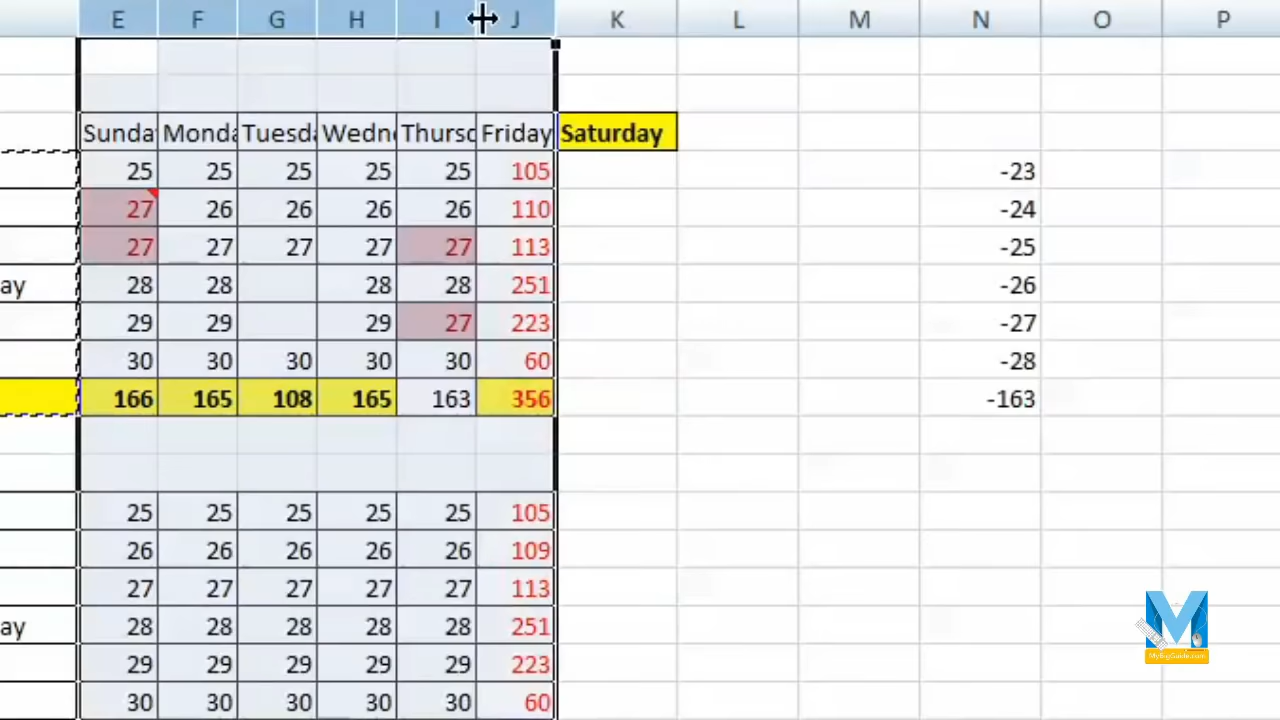 E F G H I J K L M N O P
Sunda Monda Tuesda Wedn Thursd Friday Saturday
25 25 25 25 25 105 -23
27 26 26 26 26 110 -24
27 27 27 27 27 113 -25
ay 28 28 28 28 251 -26
29 29 29 27 223 -27
30 30 30 30 30 60 -28
166 165 108 165 163 356 -163
25 25 25 25 25 105
26 26 26 26 26 109
27 27 27 27 27 113
ay 28 28 28 28 28 251
29 29 29 29 29 223
30 30 30 30 30 60
MyBigGuide.com